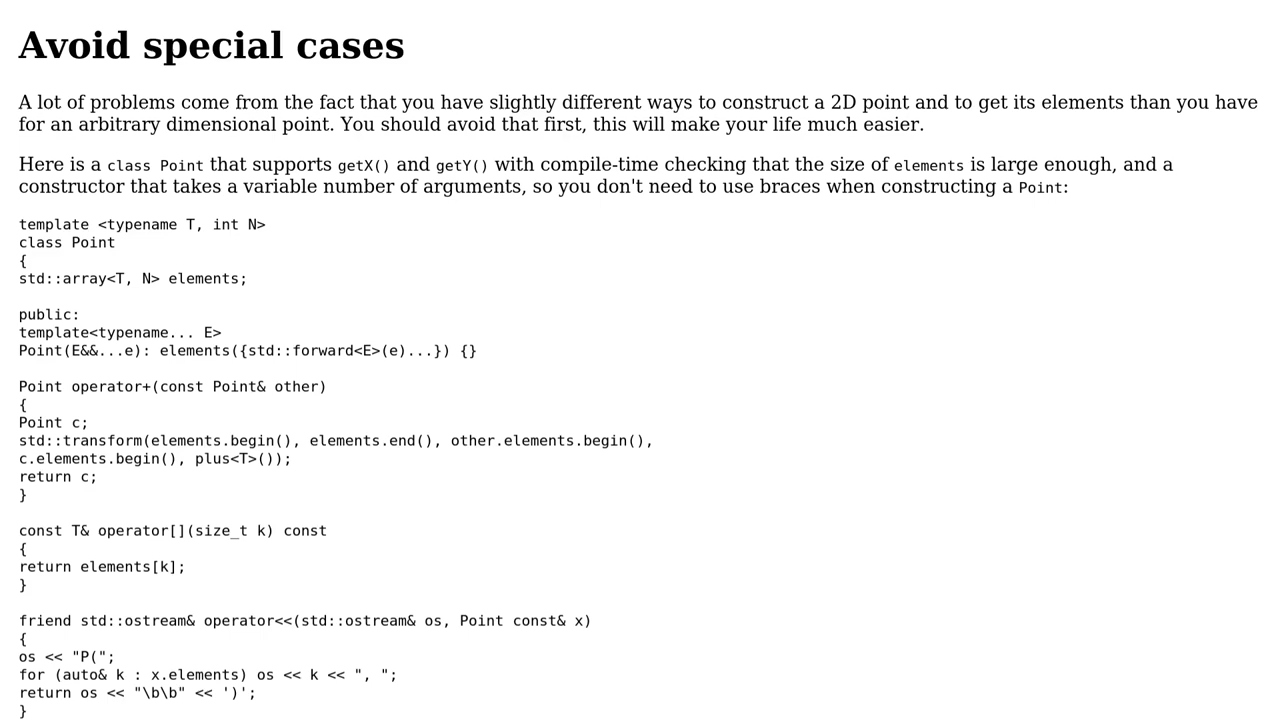 Avoid special cases
A lot of problems come from the fact that you have slightly different ways to construct a 2D point and to get its elements than you have
for an arbitrary dimensional point. You should avoid that first, this will make your life much easier.
Here is a class Point that supports getX() and getY() with compile-time checking that the size of elements is large enough, and a
constructor that takes a variable number of arguments, so you don't need to use braces when constructing a Point:
template <typename T, int N>
class Point
{
std::array<T, N> elements;
public:
template<typename... E>
Point(E&&...e): elements({std::forward<E>(e)...}) {}
Point operator+(const Point& other)
{
Point c;
std::transform(elements.begin(), elements.end(), other.elements.begin(),
c.elements.begin(), plus<T>());
return c;
}
const T& operator[](size_t k) const
{
return elements[k];
}
friend std::ostream& operator<<(std::ostream& os, Point const& x)
{
os << "P(";
for (auto& k : x.elements) os << k << ", ";
return os << "\b\b" << ')';
}